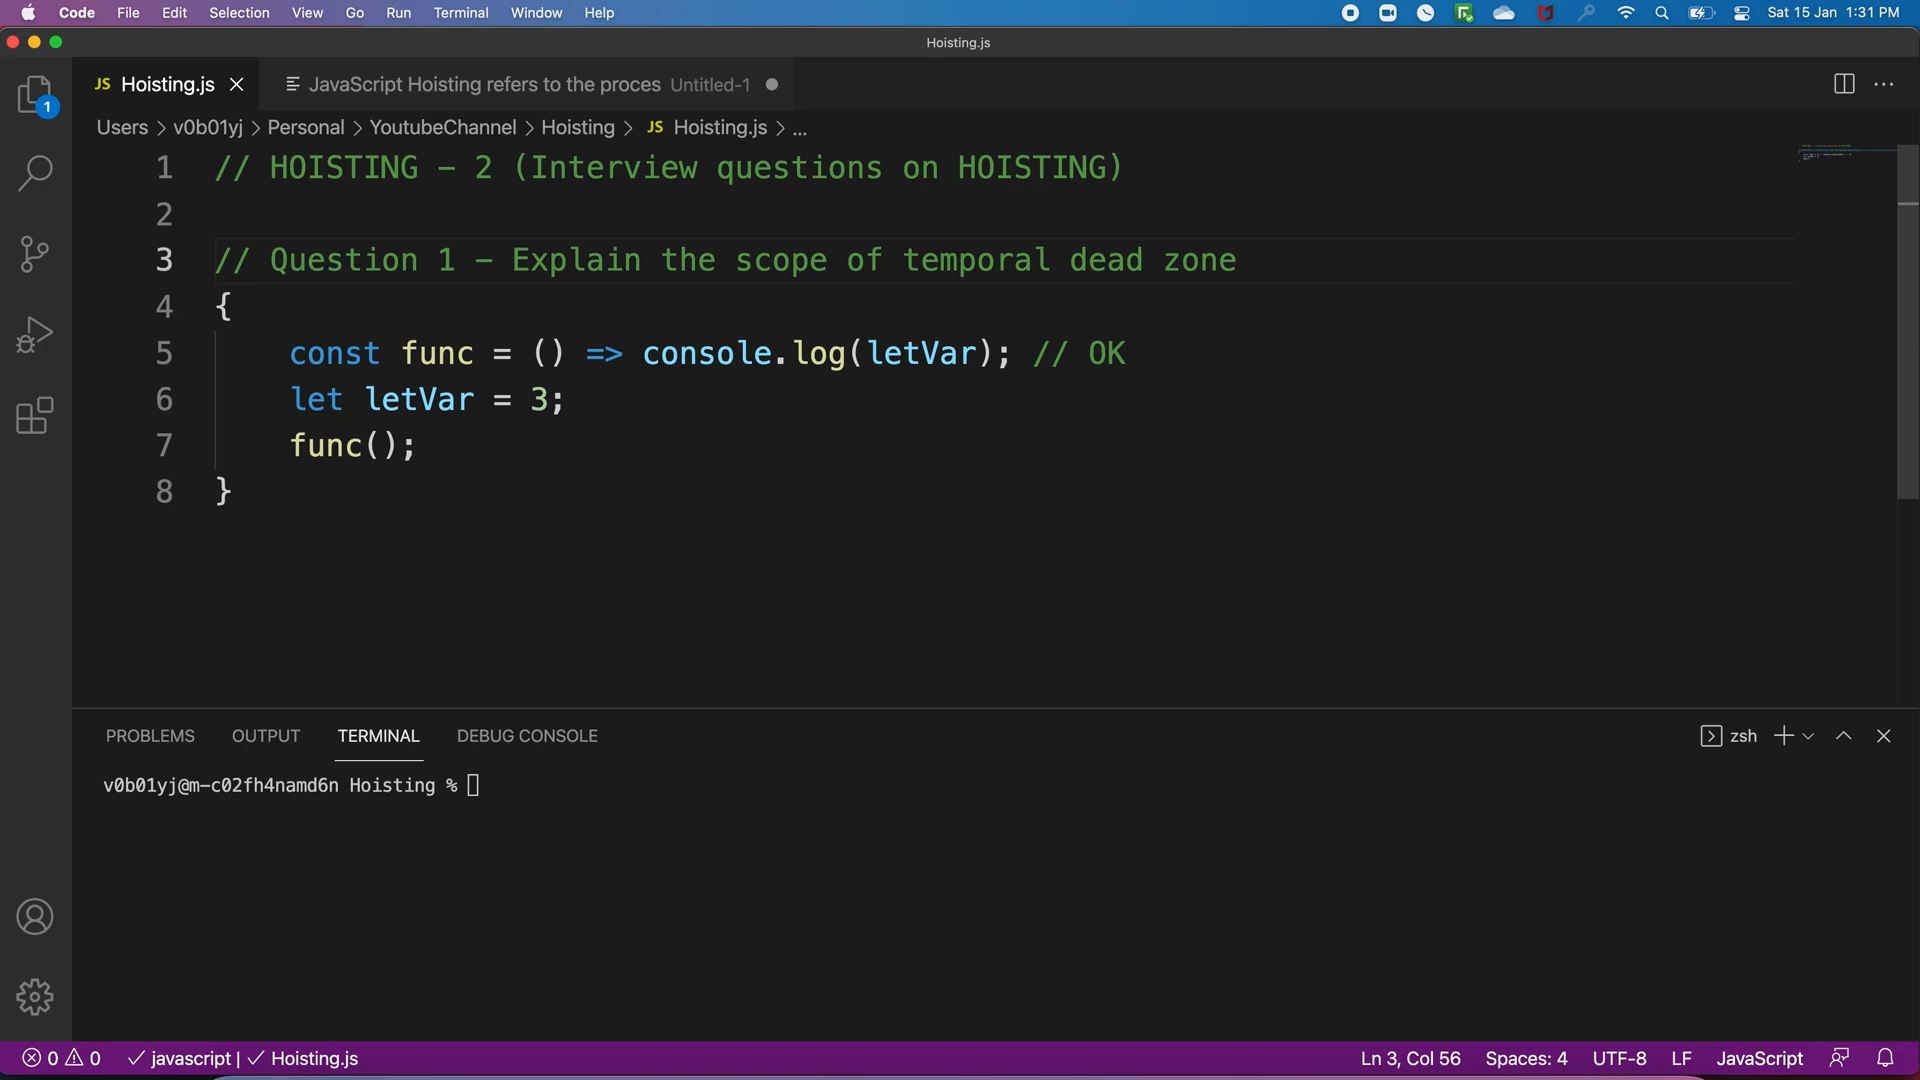 Code File Edit Selection View Go Run Terminal Window Help Sat 15 Jan 1:31 PM
Hoisting.js
JS Hoisting.js JavaScript Hoisting refers to the proces Untitled-1
1
Users > v0b01yj > Personal > YoutubeChannel > Hoisting > JS Hoisting.js > ...
1 // HOISTING – 2 (Interview questions on HOISTING)
2
3 // Question 1 – Explain the scope of temporal dead zone
4 {
5 const func = () => console.log(letVar); // OK
6 let letVar = 3;
7 func();
8 }
PROBLEMS OUTPUT TERMINAL DEBUG CONSOLE zsh
v0b01yj@m-c02fh4namd6n Hoisting %
0 0 javascript | Hoisting.js Ln 3, Col 56 Spaces: 4 UTF-8 LF JavaScript